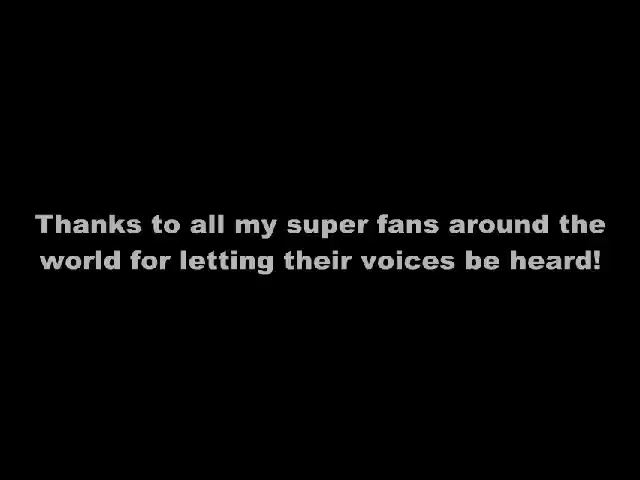 Thanks to all my super fans around the
world for letting their voices be heard!